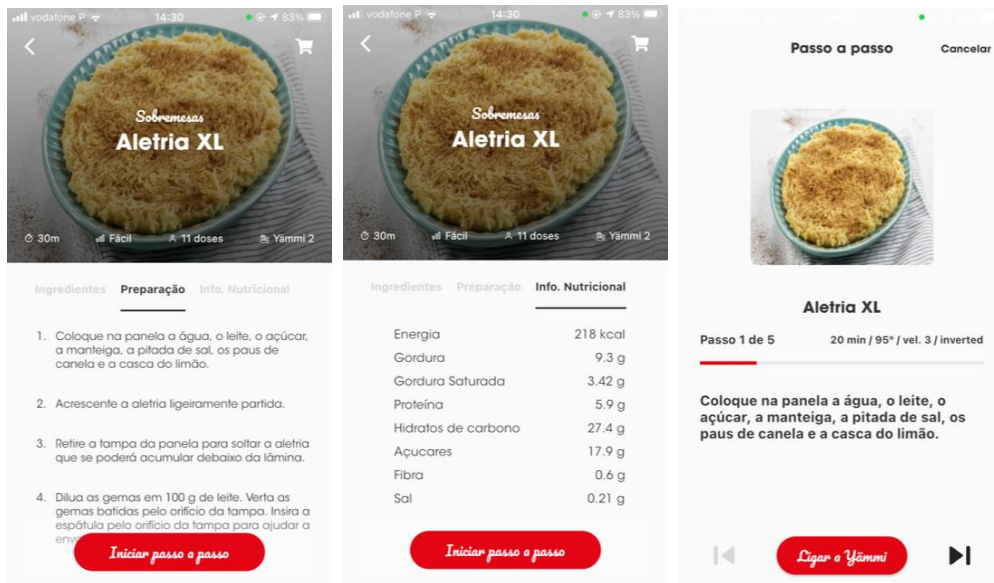 vodafone P 14:30 83%
Sobremesas
Aletria XL
30m Fácil 11 doses Yämmi 2
Ingredientes Preparação Info. Nutricional
1. Coloque na panela a água, o leite, o açúcar,
a manteiga, a pitada de sal, os paus de
canela e a casca do limão.
2. Acrescente a aletria ligeiramente partida.
3. Retire a tampa da panela para soltar a aletria
que se poderá acumular debaixo da lâmina.
4. Dilua as gemas em 100 g de leite. Verta as
gemas batidas pelo orifício da tampa. Insira a
espátula pelo orifício da tampa para ajudar a
Iniciar passo a passo
vodafone P 14:30 83%
Sobremesas
Aletria XL
30m Fácil 11 doses Yämmi 2
Ingredientes Preparação Info. Nutricional
Energia 218 kcal
Gordura 9.3 g
Gordura Saturada 3.42 g
Proteína 5.9 g
Hidratos de carbono 27.4 g
Açucares 17.9 g
Fibra 0.6 g
Sal 0.21 g
Iniciar passo a passo
Passo a passo Cancelar
Aletria XL
Passo 1 de 5 20 min / 95° / vel. 3 / inverted
Coloque na panela a água, o leite, o
açúcar, a manteiga, a pitada de sal, os
paus de canela e a casca do limão.
Ligar a Yämmi